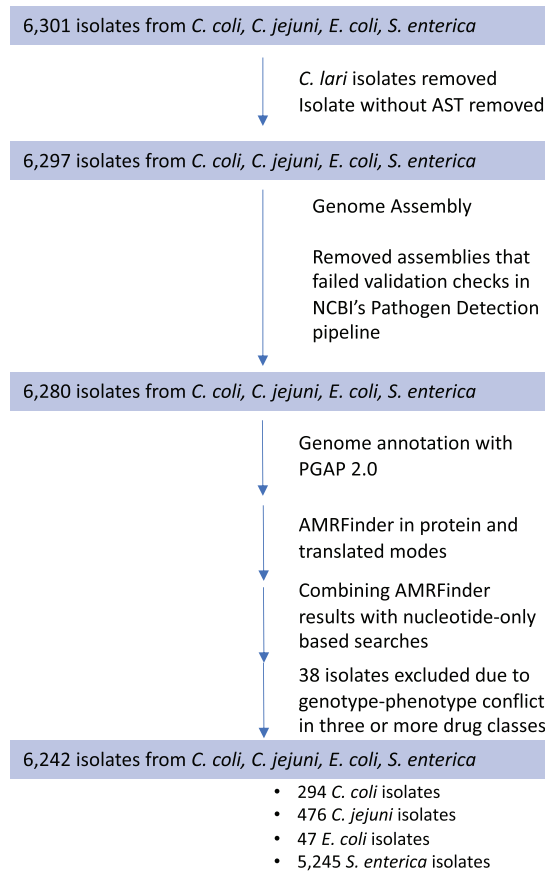 6,301 isolates from C. coli, C. jejuni, E. coli, S. enterica
C. lari isolates removed
Isolate without AST removed
6,297 isolates from C. coli, C. jejuni, E. coli, S. enterica
Genome Assembly
Removed assemblies that
failed validation checks in
NCBI’s Pathogen Detection
pipeline
6,280 isolates from C. coli, C. jejuni, E. coli, S. enterica
Genome annotation with
PGAP 2.0
AMRFinder in protein and
translated modes
Combining AMRFinder
results with nucleotide-only
based searches
38 isolates excluded due to
genotype-phenotype conflict
in three or more drug classes
6,242 isolates from C. coli, C. jejuni, E. coli, S. enterica
• 294 C. coli isolates
• 476 C. jejuni isolates
• 47 E. coli isolates
• 5,245 S. enterica isolates